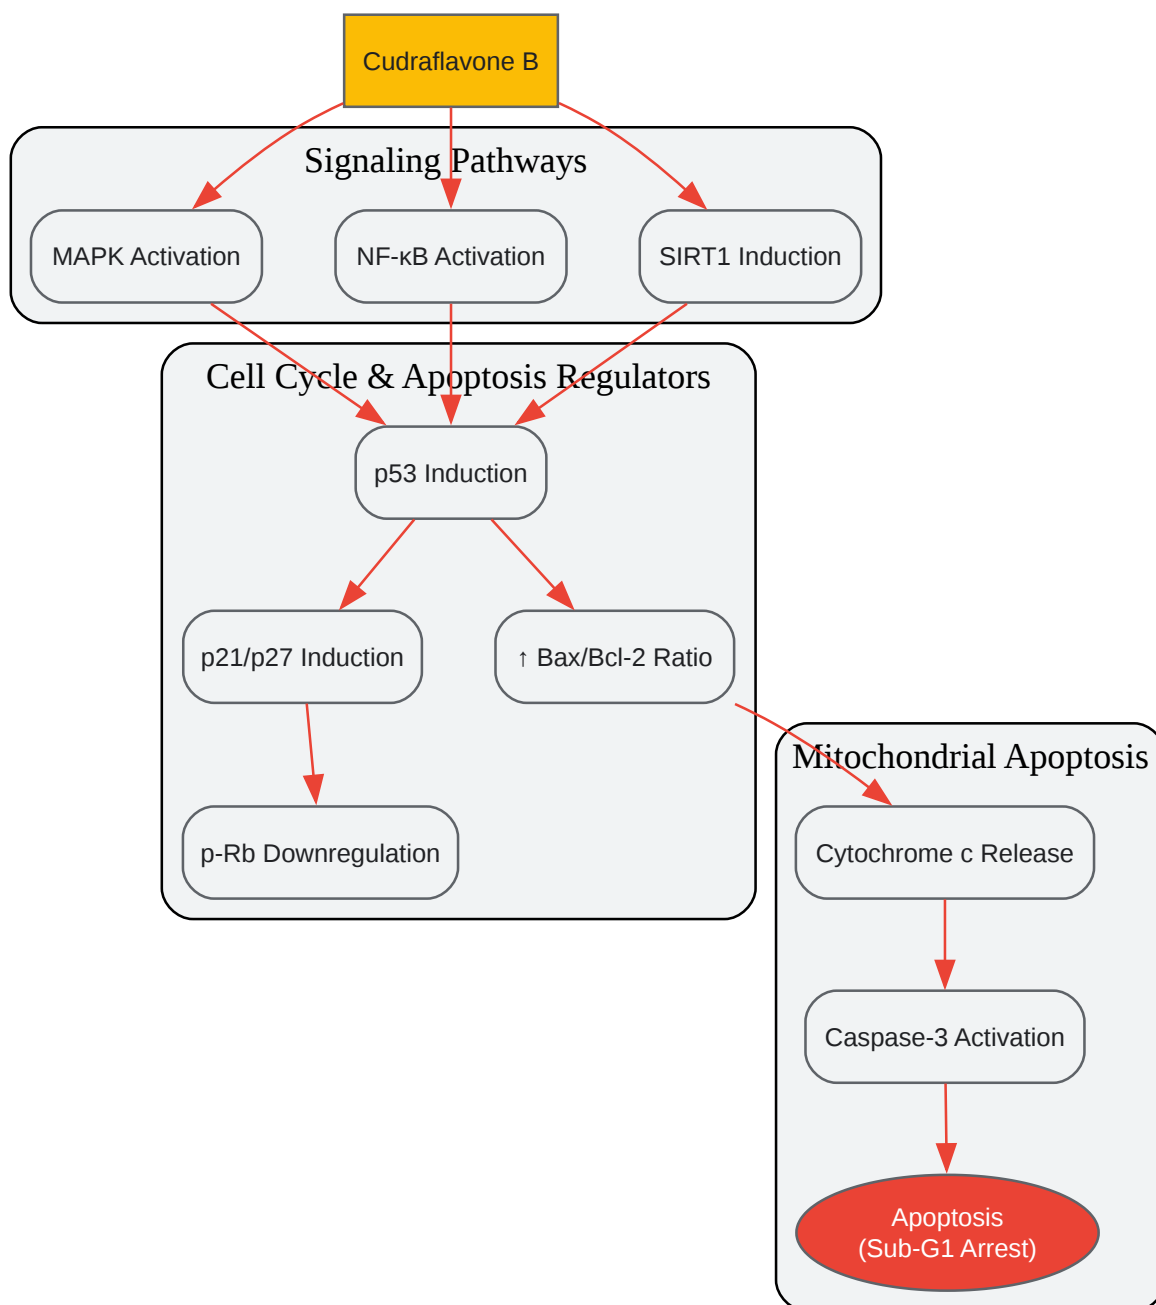 Cudraflavone B
Signaling Pathways
MAPK Activation
NF-κB Activation
SIRT1 Induction
Cell Cycle & Apoptosis Regulators
p53 Induction
p21/p27 Induction
↑ Bax/Bcl-2 Ratio
Mitochondrial Apoptosis
p-Rb Downregulation
Cytochrome c Release
Caspase-3 Activation
Apoptosis
(Sub-G1 Arrest)